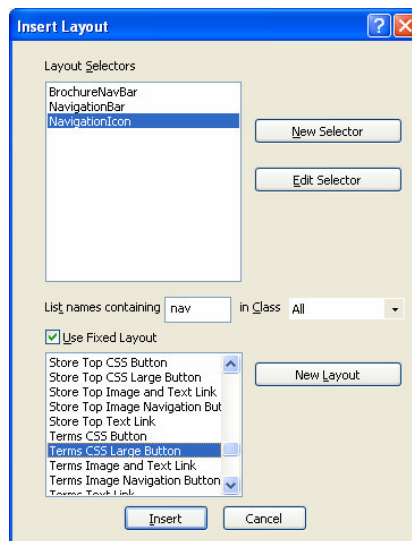 Insert Layout
Layout Selectors
BrochureNavBar
NavigationBar
NavigationIcon
New Selector
Edit Selector
List names containing nav in Class All
Use Fixed Layout
Store Top CSS Button
Store Top CSS Large Button
Store Top Image and Text Link
Store Top Image Navigation But
Store Top Text Link
Terms CSS Button
Terms CSS Large Button
Terms Image and Text Link
Terms Image Navigation Button
Terms Text Link
New Layout
Insert Cancel